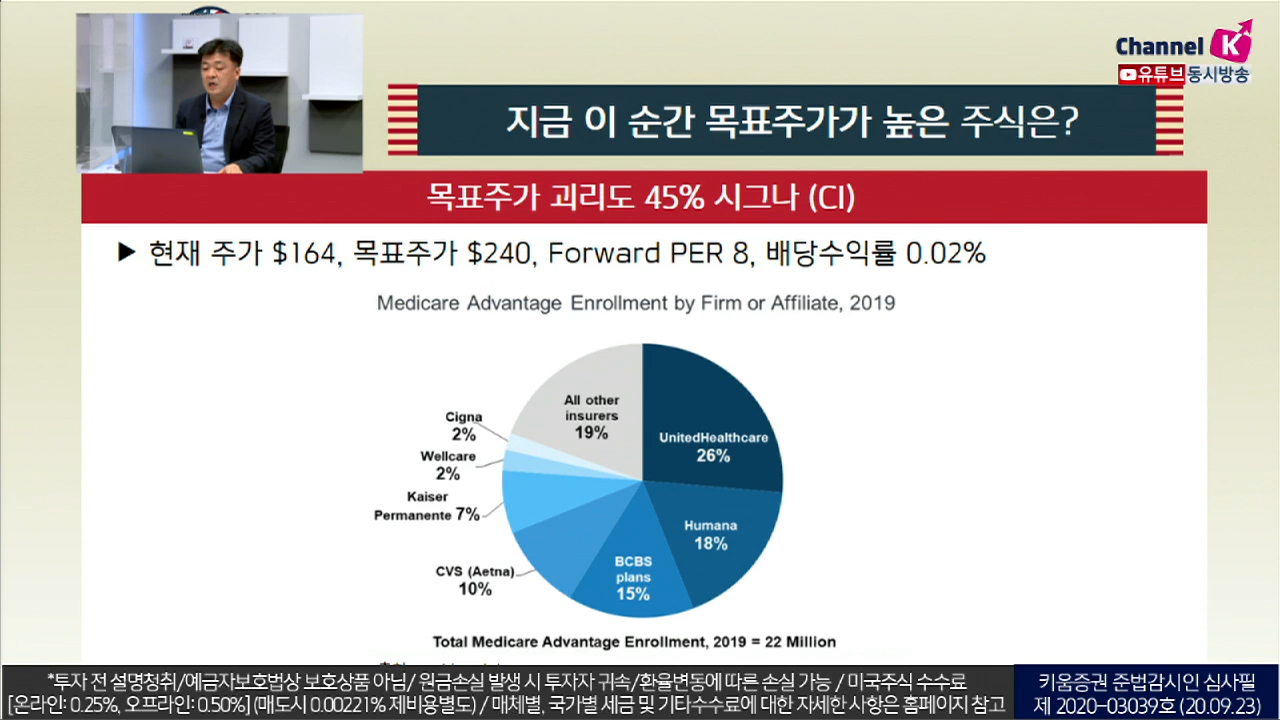 Channel K
유튜브동시방송
지금 이 순간 목표주가가 높은 주식은?
목표주가 괴리도 45% 시그나 (CI)
▶ 현재 주가 $164, 목표주가 $240, Forward PER 8, 배당수익률 0.02%
Medicare Advantage Enrollment by Firm or Affiliate, 2019
All other
insurers
19%
Cigna
2%
Wellcare
2%
Kaiser
Permanente 7%
CVS (Aetna)
10%
BCBS
plans
15%
Humana
18%
UnitedHealthcare
26%
Total Medicare Advantage Enrollment, 2019 = 22 Million
*투자 전 설명청취/예금자보호법상 보호상품 아님/ 원금손실 발생 시 투자자 귀속/환율변동에 따른 손실 가능 / 미국주식 수수료
[온라인: 0.25%, 오프라인: 0.50%] (매도시 0.00221% 제비용별도) / 매체별, 국가별 세금 및 기타수수료에 대한 자세한 사항은 홈페이지 참고
키움증권 준법감시인 심사필
제 2020-03039호 (20.09.23)